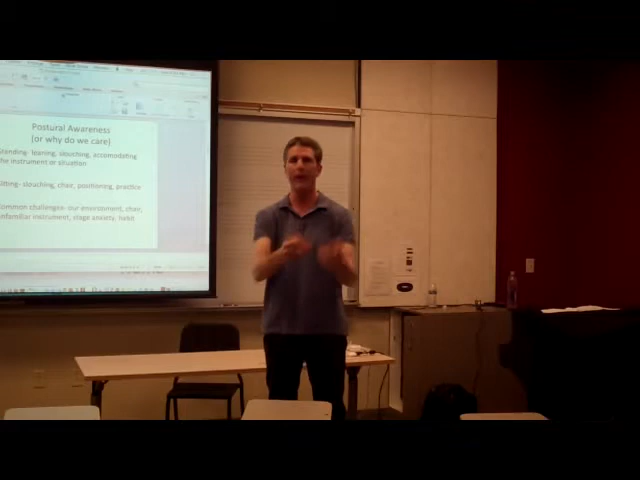 Postural Awareness
(or why do we care)
Standing- leaning, slouching, accomodating
the instrument or situation
Sitting- slouching, chair, positioning, practice
Common challenges- our environment, chair,
unfamiliar instrument, stage anxiety, habit